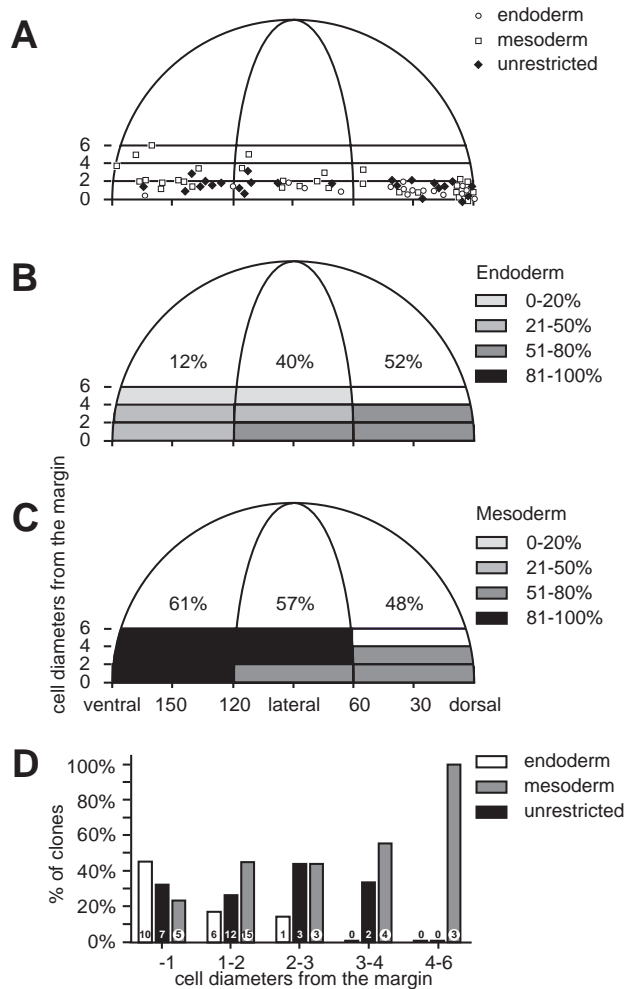 A
endoderm
mesoderm
unrestricted
6
4
2
0
B
Endoderm
0-20%
21-50%
51-80%
81-100%
12% 40% 52%
6
4
2
0
cell diameters from the margin
C
Mesoderm
0-20%
21-50%
51-80%
81-100%
61% 57% 48%
6
4
2
0
ventral 150 120 lateral 60 30 dorsal
D
endoderm
mesoderm
unrestricted
% of clones
100%
80%
60%
40%
20%
0%
10 7 5 6 12 15 1 3 3 0 2 4 0 0 3
-1 1-2 2-3 3-4 4-6
cell diameters from the margin